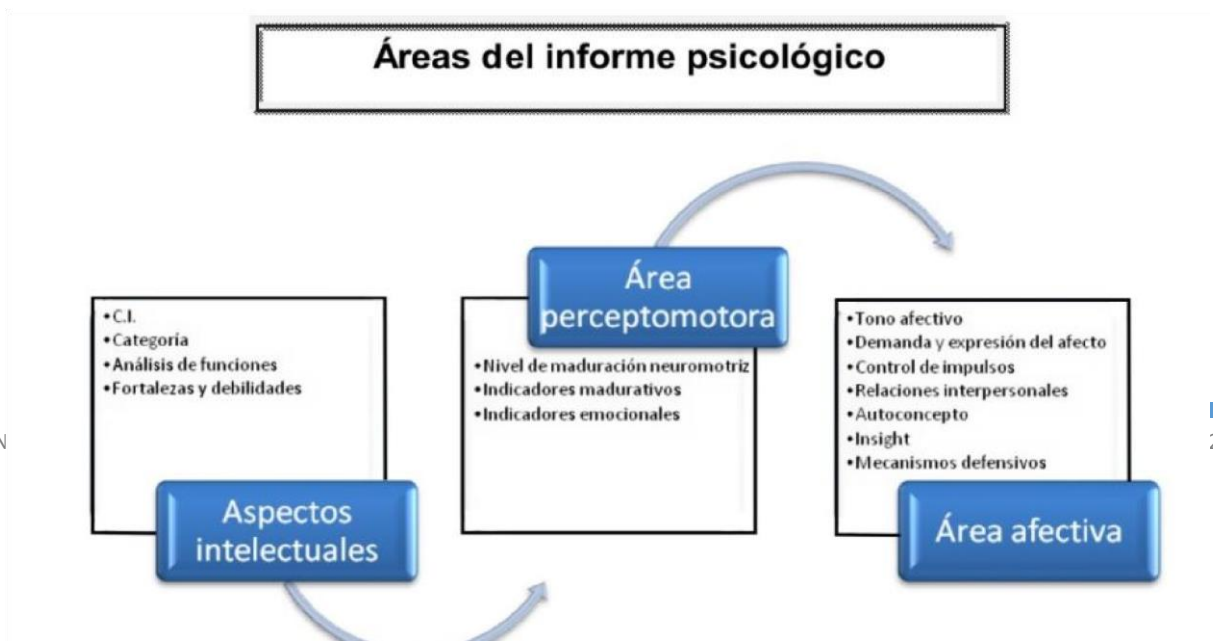 Áreas del informe psicológico
•C.I.
•Categoría
•Análisis de funciones
•Fortalezas y debilidades
Aspectos
intelectuales
Área
perceptomotora
•Nivel de maduración neuromotriz
•Indicadores madurativos
•Indicadores emocionales
•Tono afectivo
•Demanda y expresión del afecto
•Control de impulsos
•Relaciones interpersonales
•Autoconcepto
•Insight
•Mecanismos defensivos
Área afectiva
N